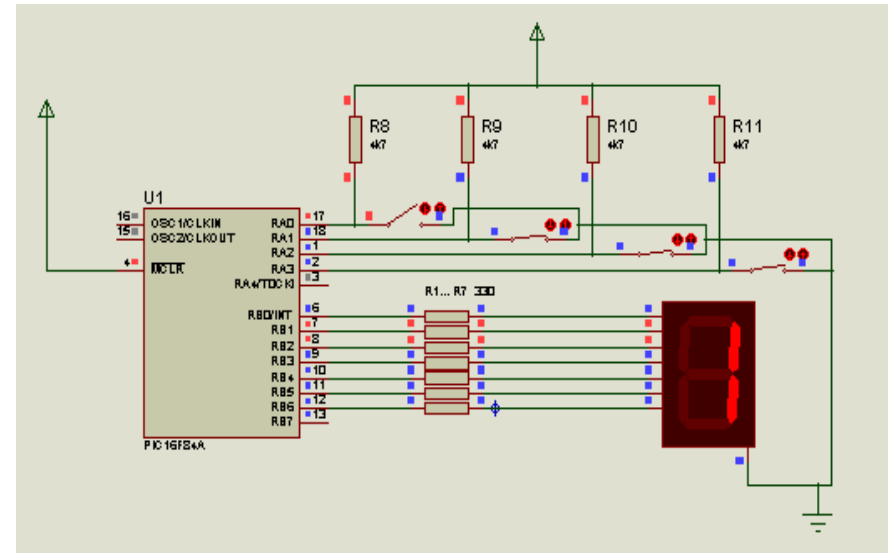 R8
4k7
R9
4k7
R10
4k7
R11
4k7
U1
16 OSC1/CLKIN RA0 17
15 OSC2/CLKOUT RA1 18
RA2 1
4 MCLR RA3 2
RA4/T0CKI 3
R1... R7 330
RB0/INT 6
RB1 7
RB2 8
RB3 9
RB4 10
RB5 11
RB6 12
RB7 13
PIC16F84A